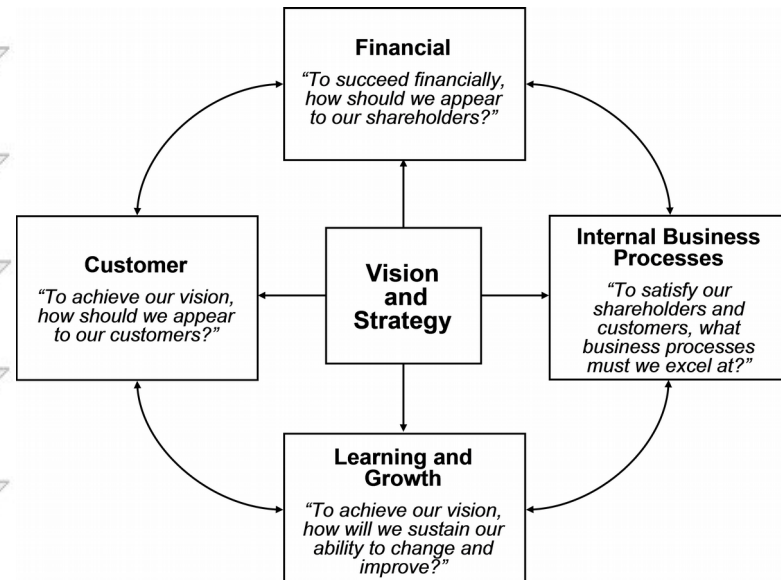 Financial
“To succeed financially,
how should we appear
to our shareholders?”
Customer
“To achieve our vision,
how should we appear
to our customers?”
Vision
and
Strategy
Internal Business
Processes
“To satisfy our
shareholders and
customers, what
business processes
must we excel at?”
Learning and
Growth
“To achieve our vision,
how will we sustain our
ability to change and
improve?”